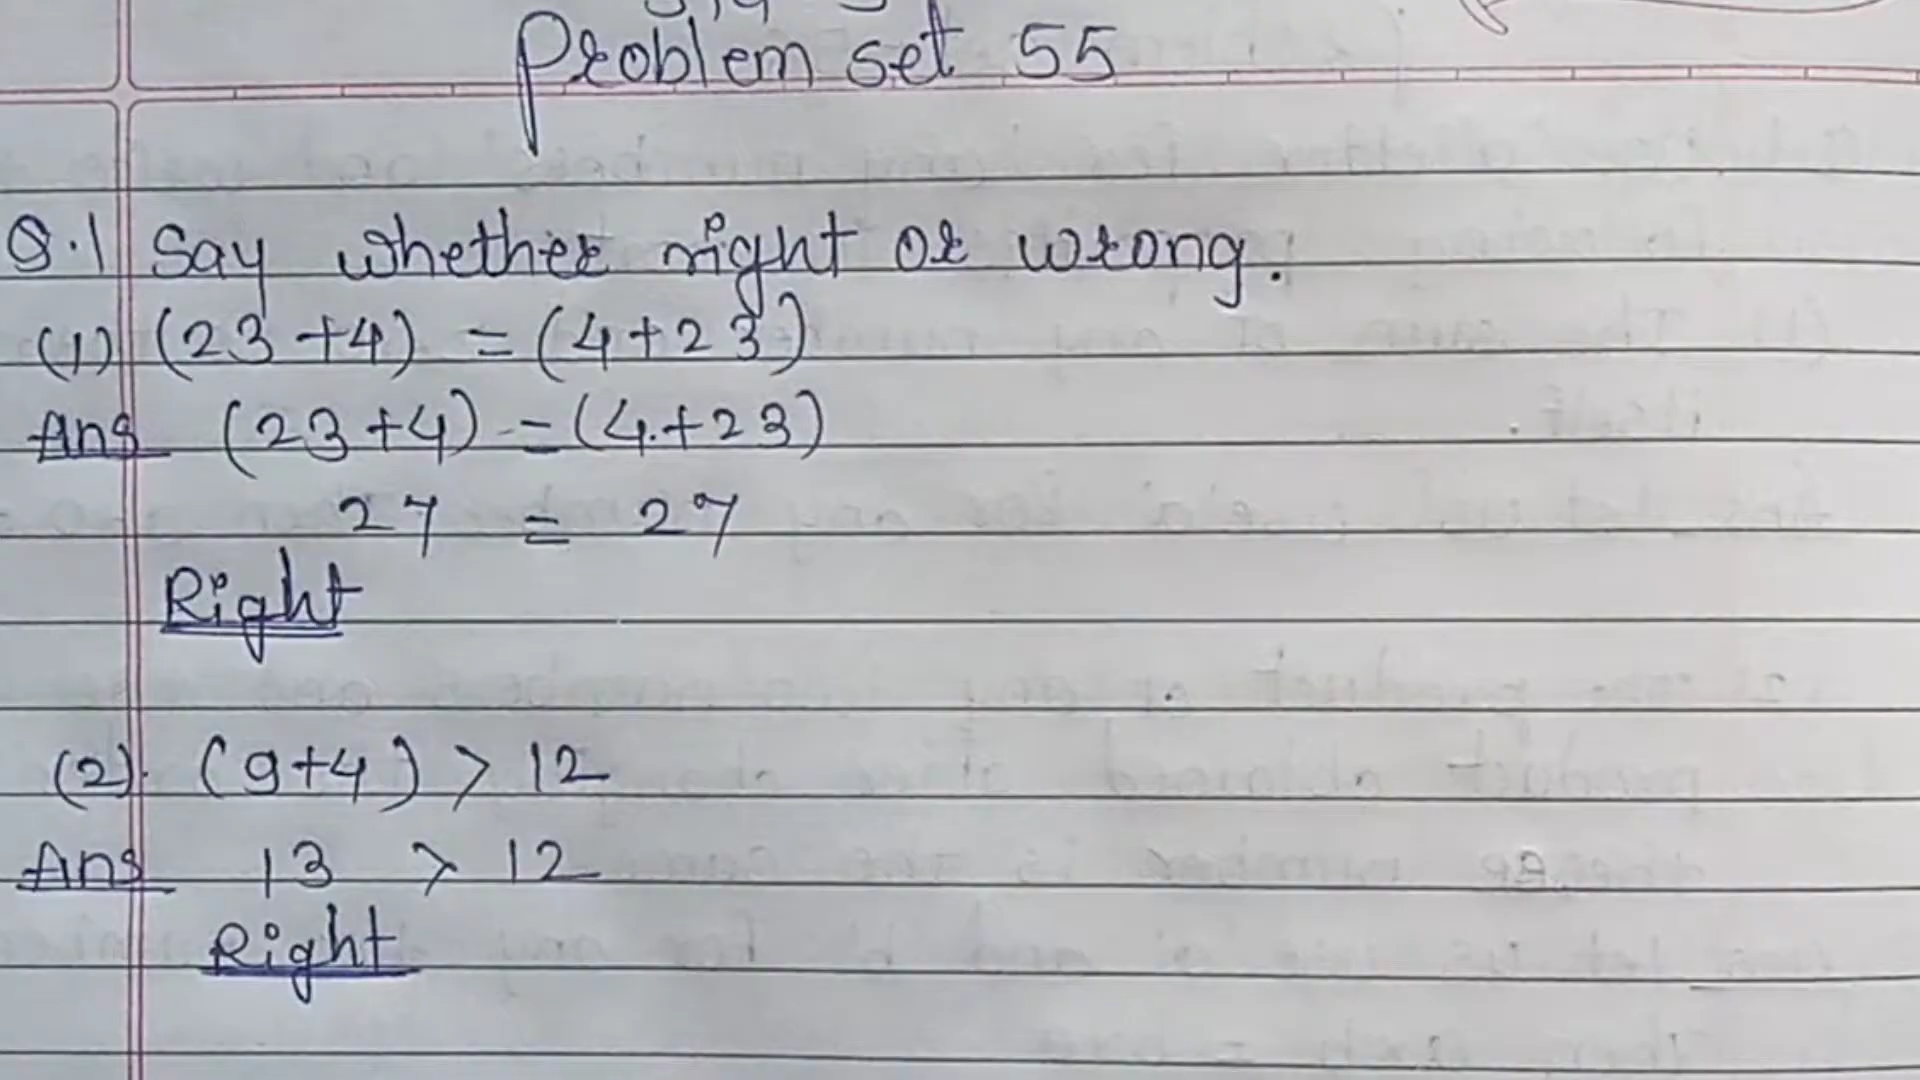 Problem set 55
Q.1 Say whether right or wrong.
(1) (23+4) = (4+23)
Ans (23+4) = (4+23)
27 = 27
Right
(2) (9+4) > 12
Ans 13 > 12
Right